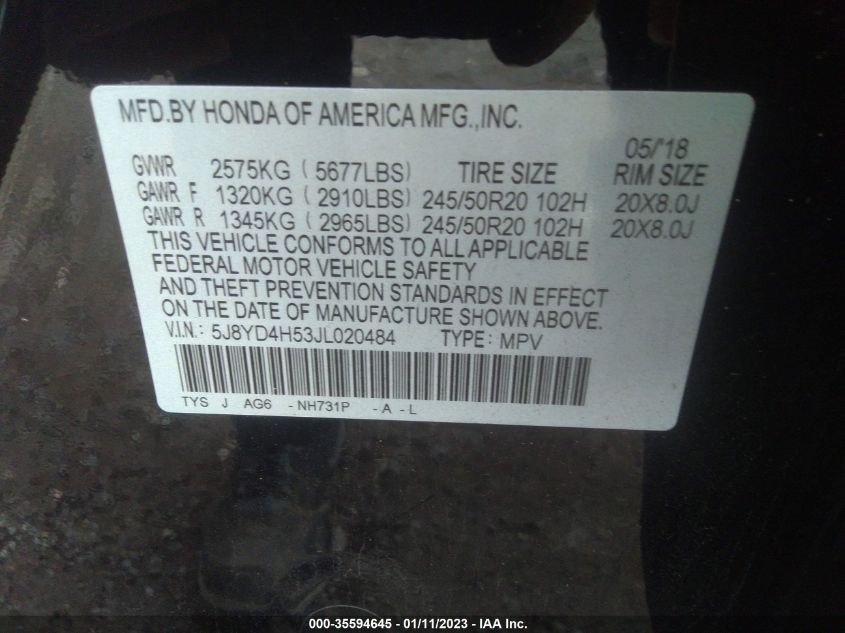 MFD.BY HONDA OF AMERICA MFG.,INC.
05/'18
GVWR 2575KG ( 5677LBS) TIRE SIZE RIM SIZE
GAWR F 1320KG ( 2910LBS) 245/50R20 102H 20X8.0J
GAWR R 1345KG ( 2965LBS) 245/50R20 102H 20X8.0J
THIS VEHICLE CONFORMS TO ALL APPLICABLE
FEDERAL MOTOR VEHICLE SAFETY
AND THEFT PREVENTION STANDARDS IN EFFECT
ON THE DATE OF MANUFACTURE SHOWN ABOVE.
V.I.N.: 5J8YD4H53JL020484 TYPE: MPV
TYS J AG6 -NH731P -A -L
000-35594645 - 01/11/2023 - IAA Inc.